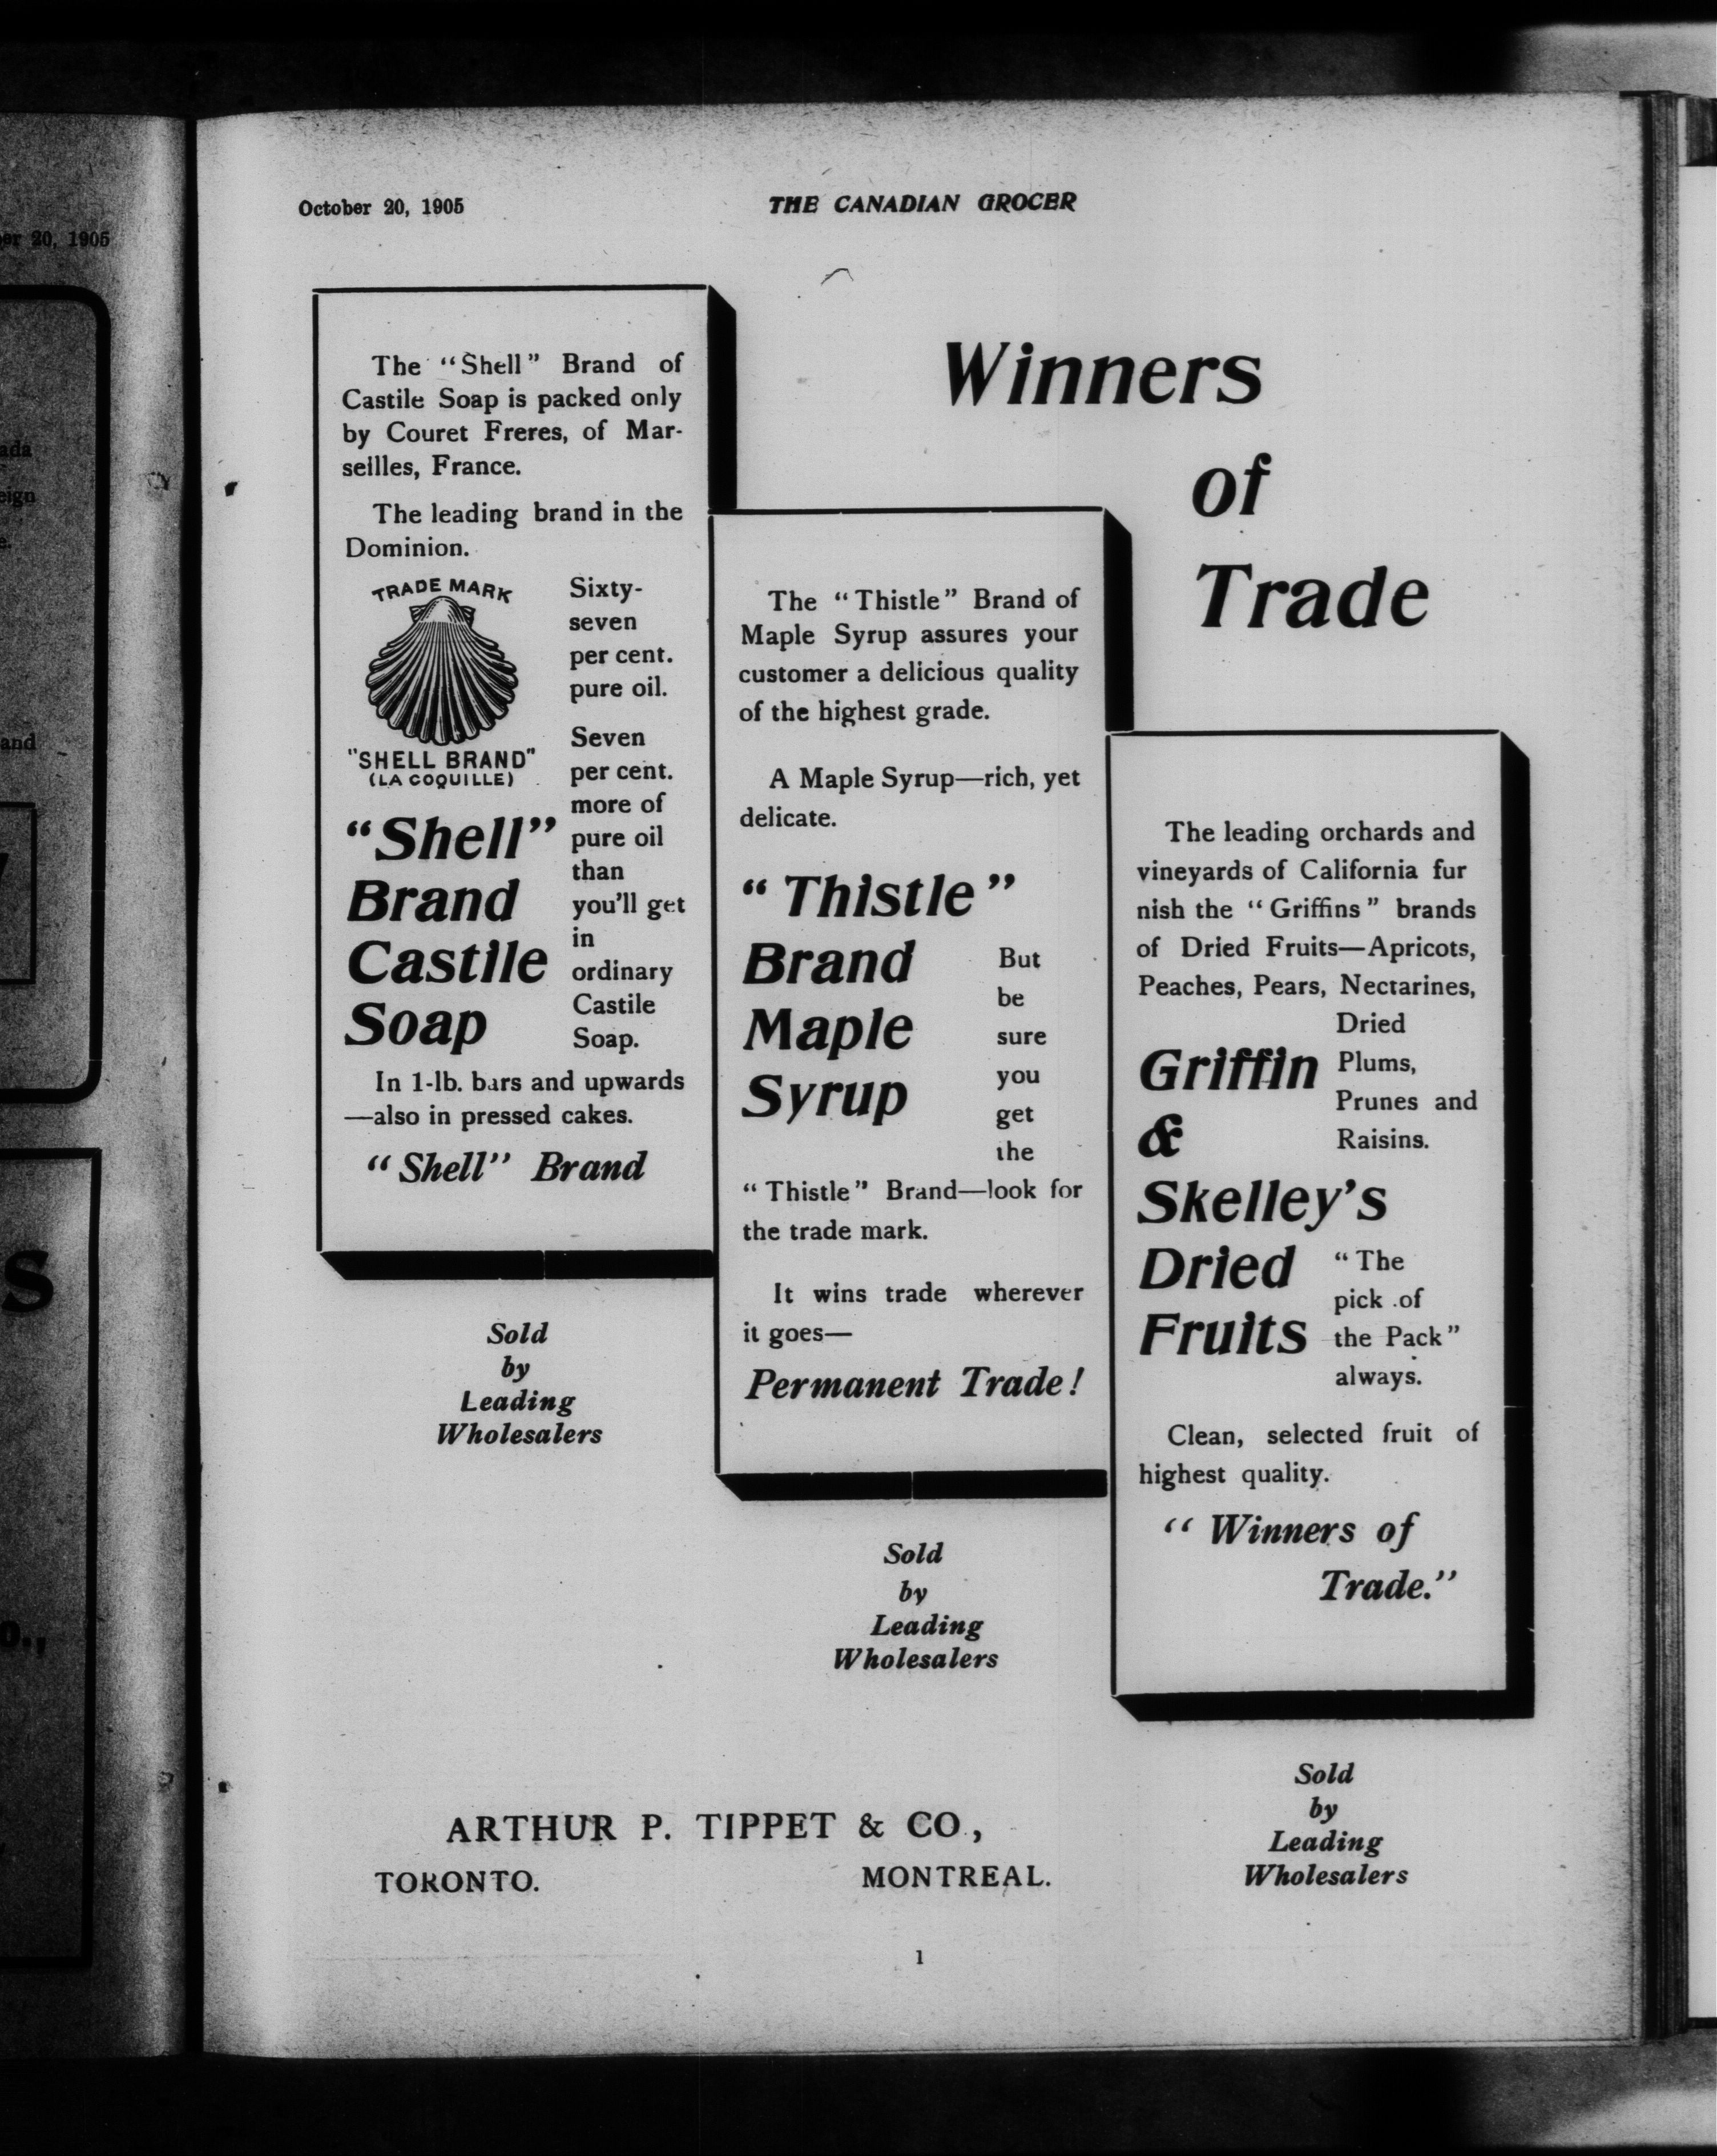 October 20, 1905
THE CANADIAN GROCER
er 20, 1905
ada
eign
e.
and
S
o.,
Winners
of
Trade
The "Shell" Brand of
Castile Soap is packed only
by Couret Freres, of Mar-
seilles, France.
The leading brand in the
Dominion.
TRADE MARK
"SHELL BRAND"
(LA COQUILLE)
Sixty-
seven
per cent.
pure oil.
Seven
per cent.
more of
pure oil
than
you'll get
in
ordinary
Castile
Soap.
"Shell"
Brand
Castile
Soap
In 1-lb. bars and upwards
—also in pressed cakes.
"Shell" Brand
Sold
by
Leading
Wholesalers
The "Thistle" Brand of
Maple Syrup assures your
customer a delicious quality
of the highest grade.
A Maple Syrup—rich, yet
delicate.
"Thistle"
Brand
Maple
Syrup
But
be
sure
you
get
the
"Thistle" Brand—look for
the trade mark.
It wins trade wherever
it goes—
Permanent Trade!
Sold
by
Leading
Wholesalers
The leading orchards and
vineyards of California fur
nish the "Griffins" brands
of Dried Fruits—Apricots,
Peaches, Pears, Nectarines,
Dried
Plums,
Prunes and
Raisins.
Griffin
&
Skelley's
Dried
Fruits
"The
pick of
the Pack"
always.
Clean, selected fruit of
highest quality.
"Winners of
Trade."
Sold
by
Leading
Wholesalers
ARTHUR P. TIPPET & CO.,
TORONTO. MONTREAL.
1